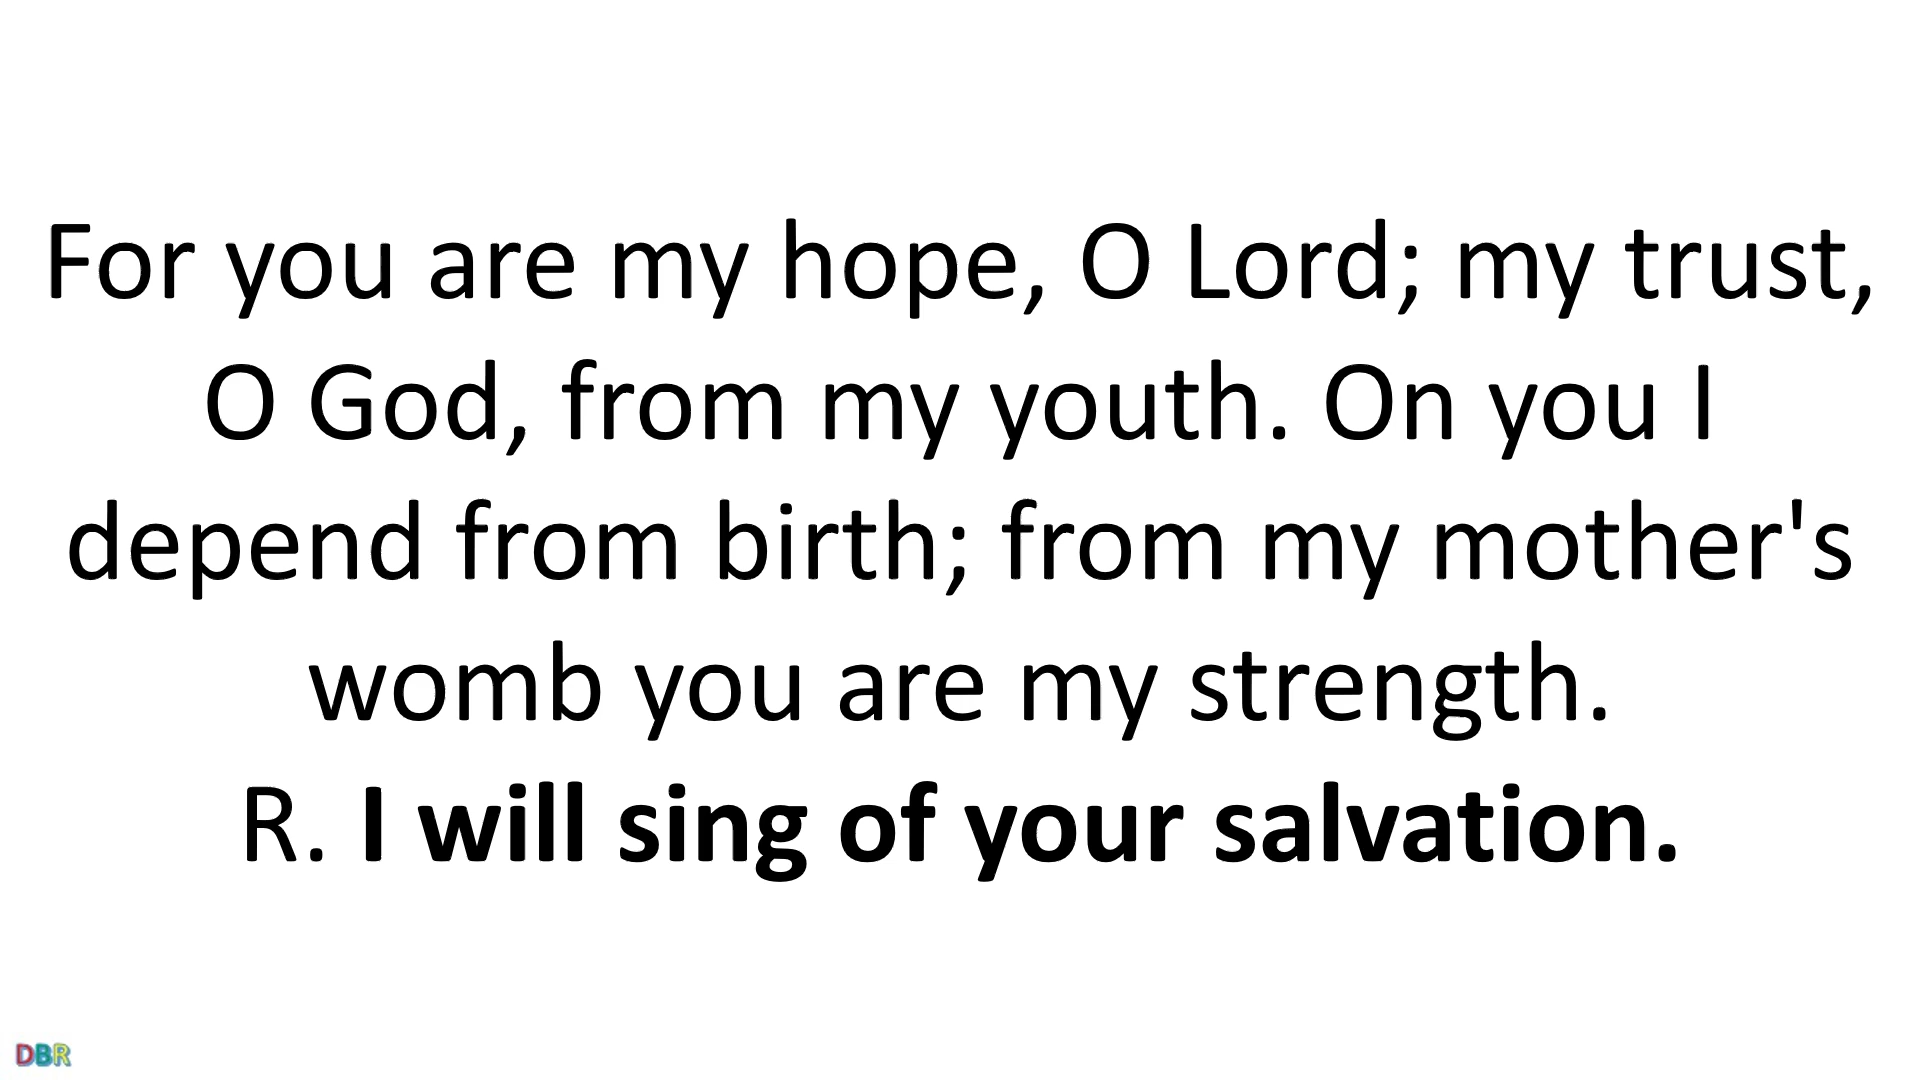 For you are my hope, O Lord; my trust,
O God, from my youth. On you I
depend from birth; from my mother's
womb you are my strength.
R. I will sing of your salvation.
DBR